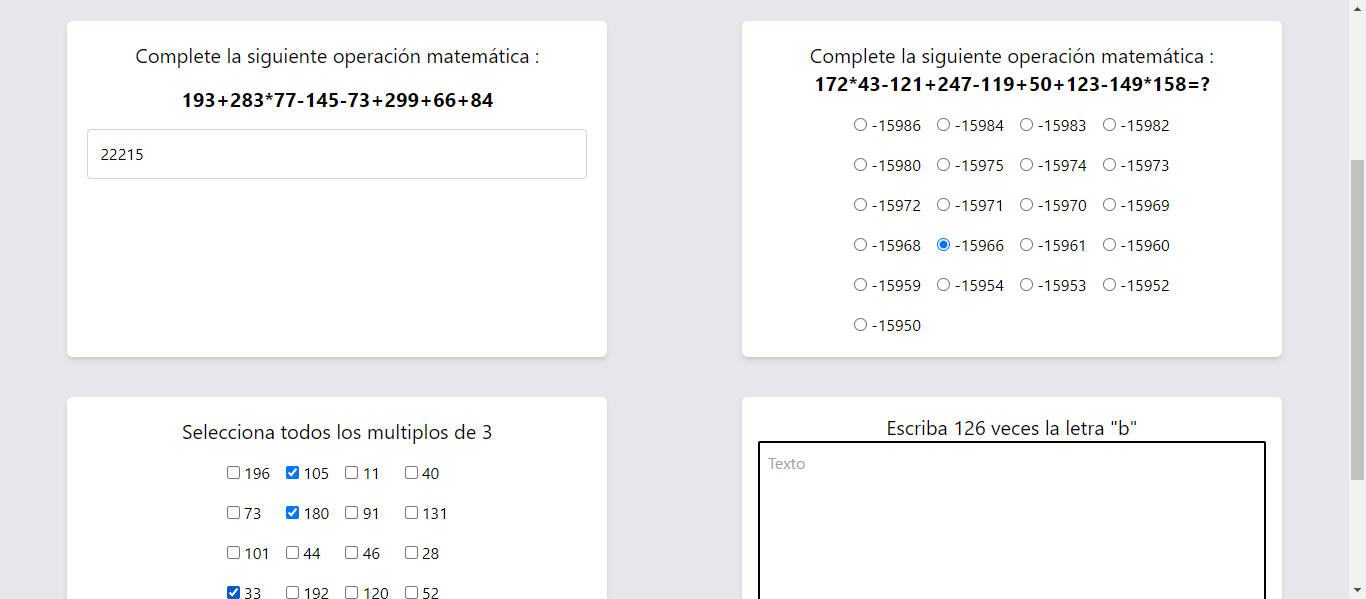 Complete la siguiente operación matemática :
193+283*77-145-73+299+66+84
22215
Complete la siguiente operación matemática :
172*43-121+247-119+50+123-149*158=?
-15986 -15984 -15983 -15982
-15980 -15975 -15974 -15973
-15972 -15971 -15970 -15969
-15968 -15966 -15961 -15960
-15959 -15954 -15953 -15952
-15950
Selecciona todos los multiplos de 3
196 105 11 40
73 180 91 131
101 44 46 28
33 192 120 52
Escriba 126 veces la letra "b"
Texto